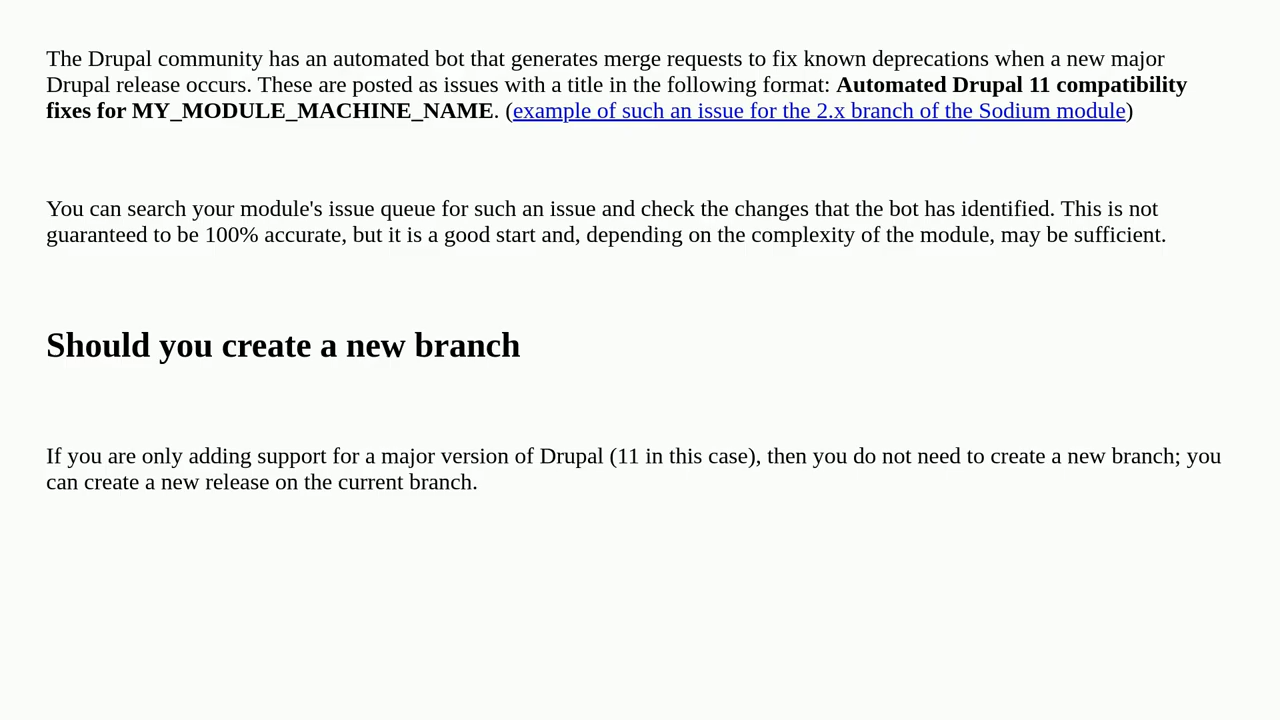 The Drupal community has an automated bot that generates merge requests to fix known deprecations when a new major
Drupal release occurs. These are posted as issues with a title in the following format: Automated Drupal 11 compatibility
fixes for MY_MODULE_MACHINE_NAME. (example of such an issue for the 2.x branch of the Sodium module)
You can search your module's issue queue for such an issue and check the changes that the bot has identified. This is not
guaranteed to be 100% accurate, but it is a good start and, depending on the complexity of the module, may be sufficient.
Should you create a new branch
If you are only adding support for a major version of Drupal (11 in this case), then you do not need to create a new branch; you
can create a new release on the current branch.